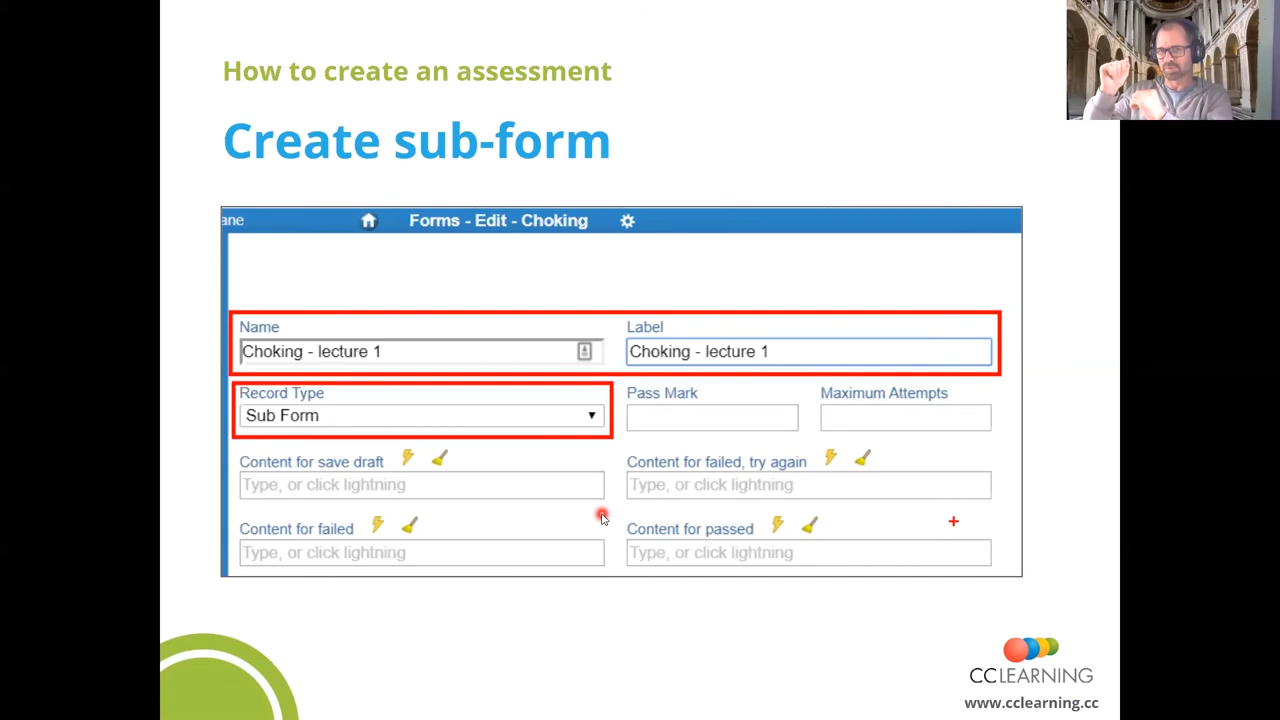 How to create an assessment
Create sub-form
ane Forms - Edit - Choking
Name Label
Choking - lecture 1 Choking - lecture 1
Record Type Pass Mark Maximum Attempts
Sub Form
Content for save draft Content for failed, try again
Type, or click lightning Type, or click lightning
Content for failed Content for passed
Type, or click lightning Type, or click lightning
CCLEARNING
www.cclearning.cc